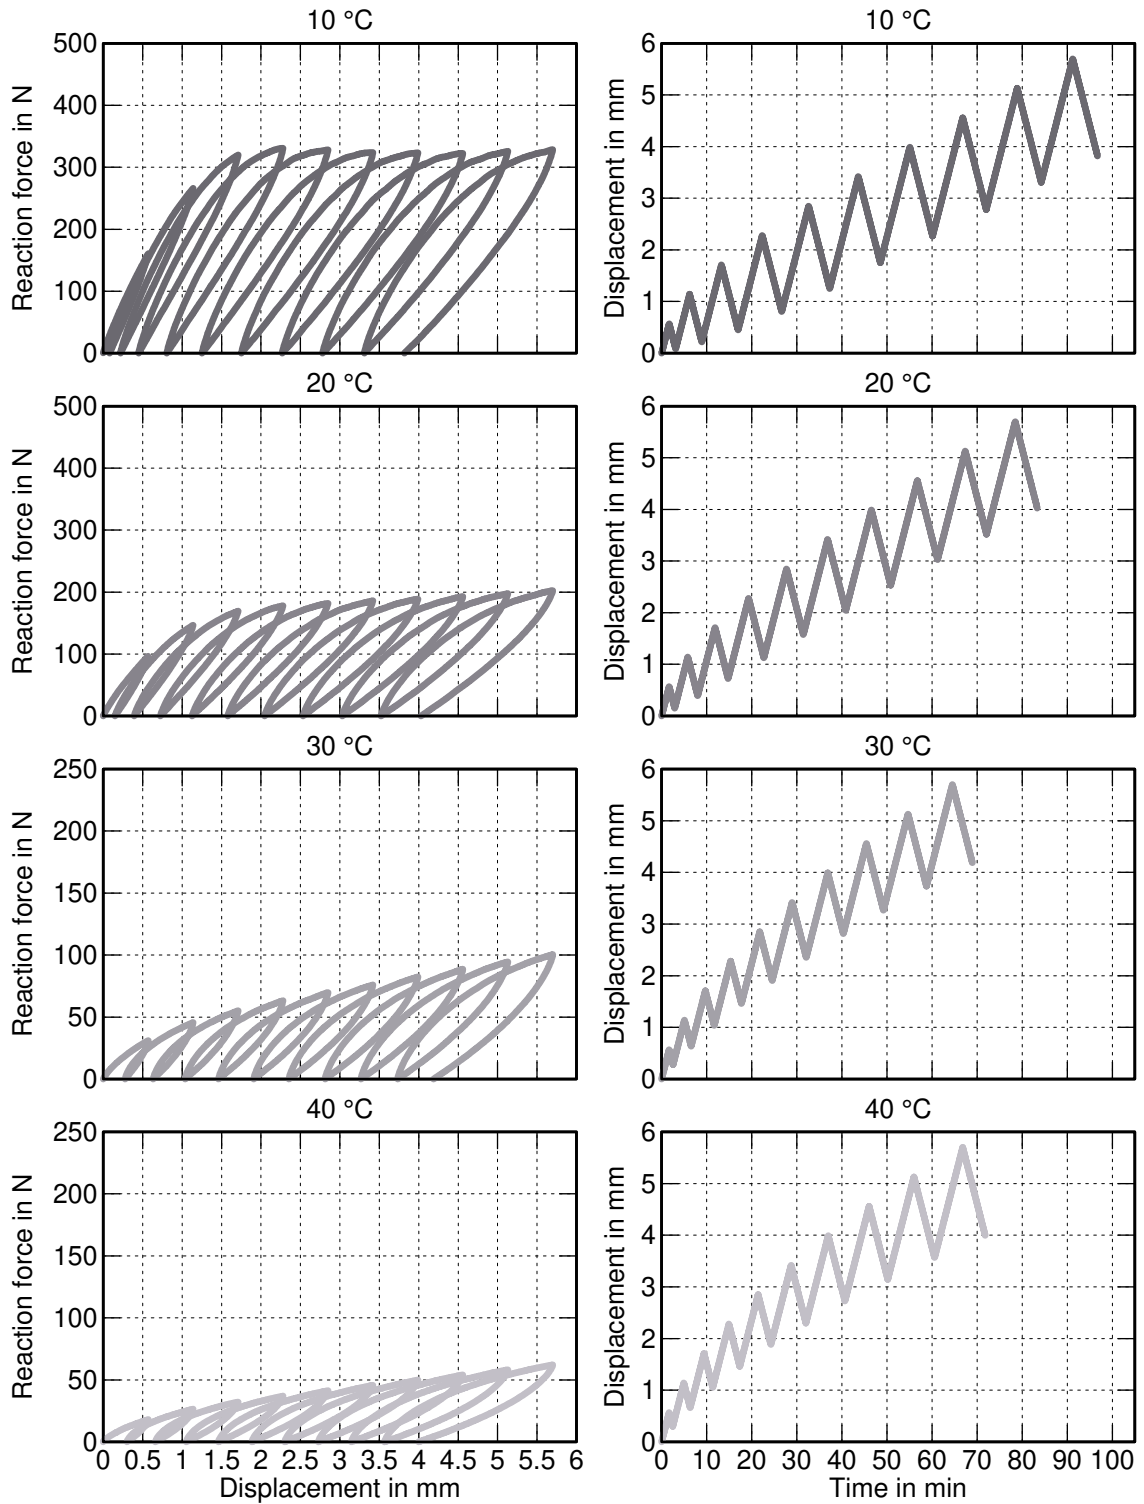 10 °C
10 °C
500
400
300
200
100
0
Reaction force in N
6
5
4
3
2
1
0
Displacement in mm
20 °C
20 °C
500
400
300
200
100
0
Reaction force in N
6
5
4
3
2
1
0
Displacement in mm
30 °C
30 °C
250
200
150
100
50
0
Reaction force in N
6
5
4
3
2
1
0
Displacement in mm
40 °C
40 °C
250
200
150
100
50
0
Reaction force in N
6
5
4
3
2
1
0
Displacement in mm
0 0.5 1 1.5 2 2.5 3 3.5 4 4.5 5 5.5 6
Displacement in mm
0 10 20 30 40 50 60 70 80 90 100
Time in min